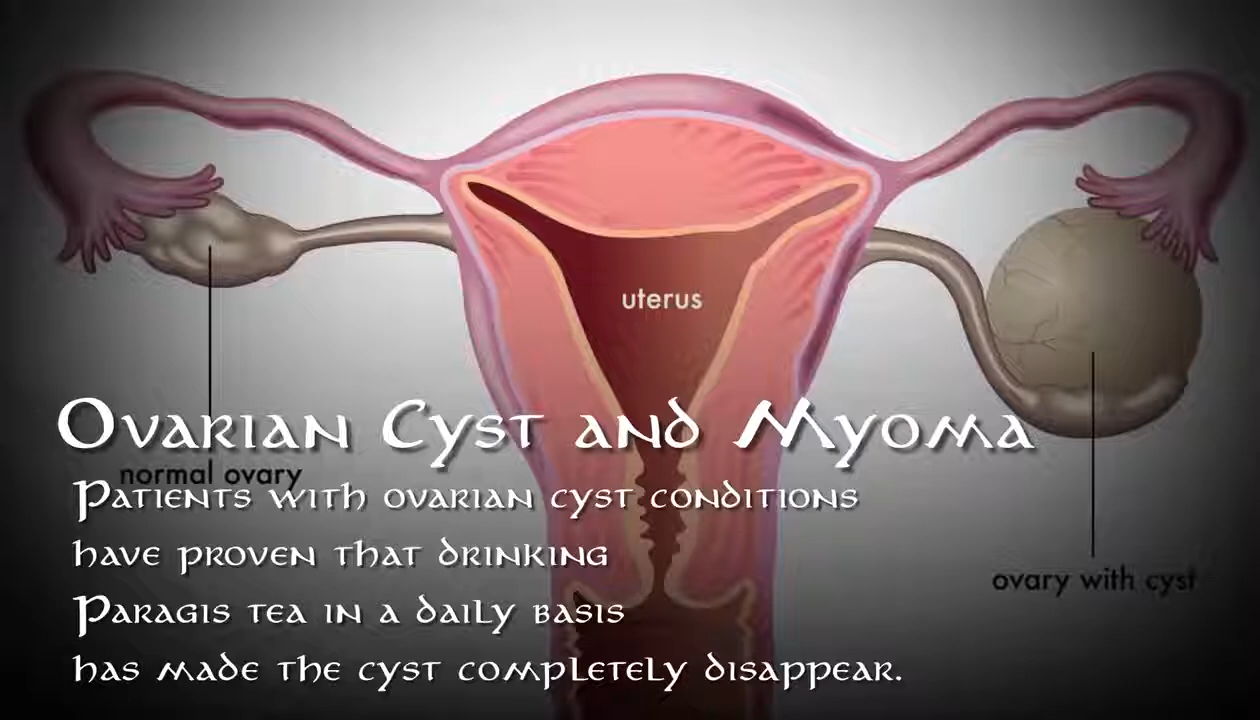 uterus
Ovarian Cyst and Myoma
normal ovary
Patients with ovarian cyst conditions
have proven that drinking
ovary with cyst
Paragis tea in a daily basis
has made the cyst completely disappear.